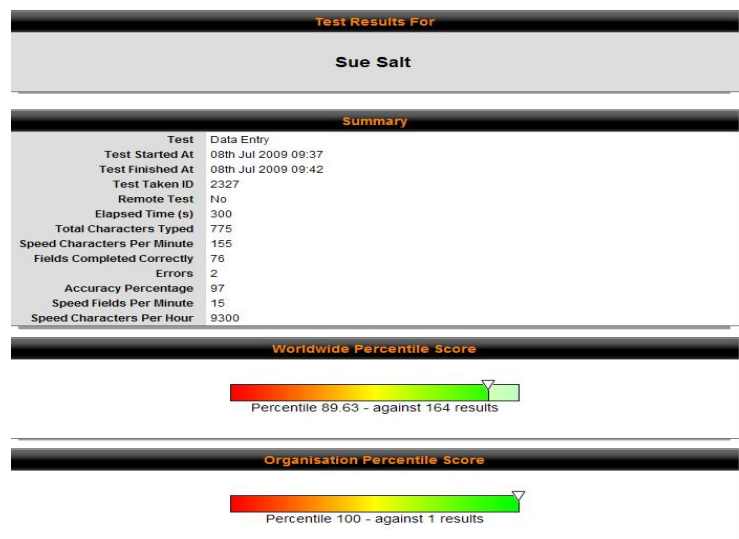 Test Results For
Sue Salt
Summary
Test Data Entry
Test Started At 08th Jul 2009 09:37
Test Finished At 08th Jul 2009 09:42
Test Taken ID 2327
Remote Test No
Elapsed Time (s) 300
Total Characters Typed 775
Speed Characters Per Minute 155
Fields Completed Correctly 76
Errors 2
Accuracy Percentage 97
Speed Fields Per Minute 15
Speed Characters Per Hour 9300
Worldwide Percentile Score
Percentile 89.63 - against 164 results
Organisation Percentile Score
Percentile 100 - against 1 results